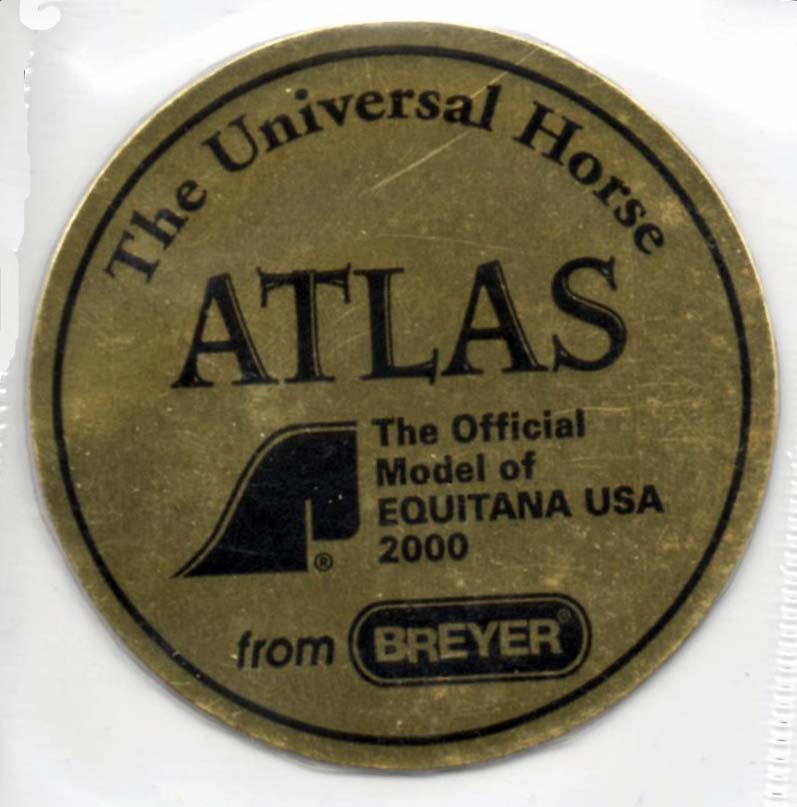 The Universal Horse
ATLAS
The Official
Model of
EQUITANA USA
2000
®
from BREYER®